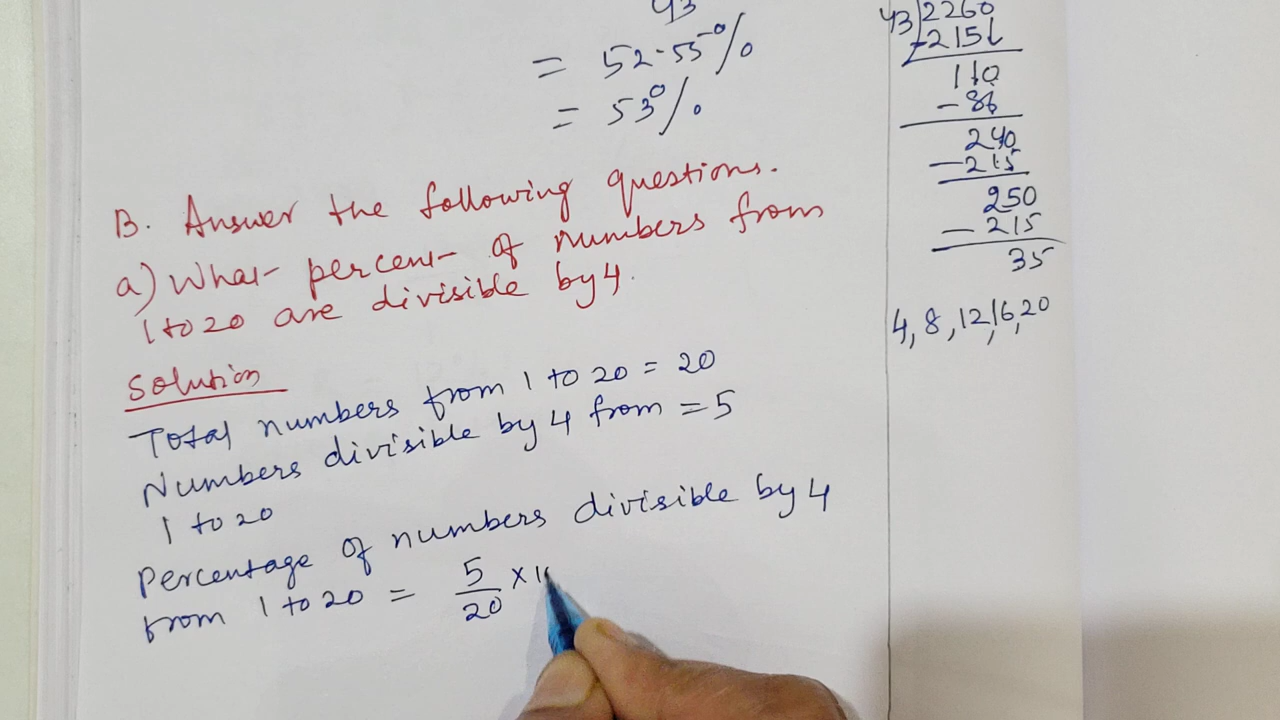 43
= 52.55%
= 53%
B. Answer the following questions.
a) What percent of numbers from
1 to 20 are divisible by 4.
Solution
Total numbers from 1 to 20 = 20
Numbers divisible by 4 from = 5
1 to 20
Percentage of numbers divisible by 4
from 1 to 20 = 5/20 × 1
43)2260
-215↓
110
- 86
240
- 215
250
- 215
35
4, 8, 12, 16, 20